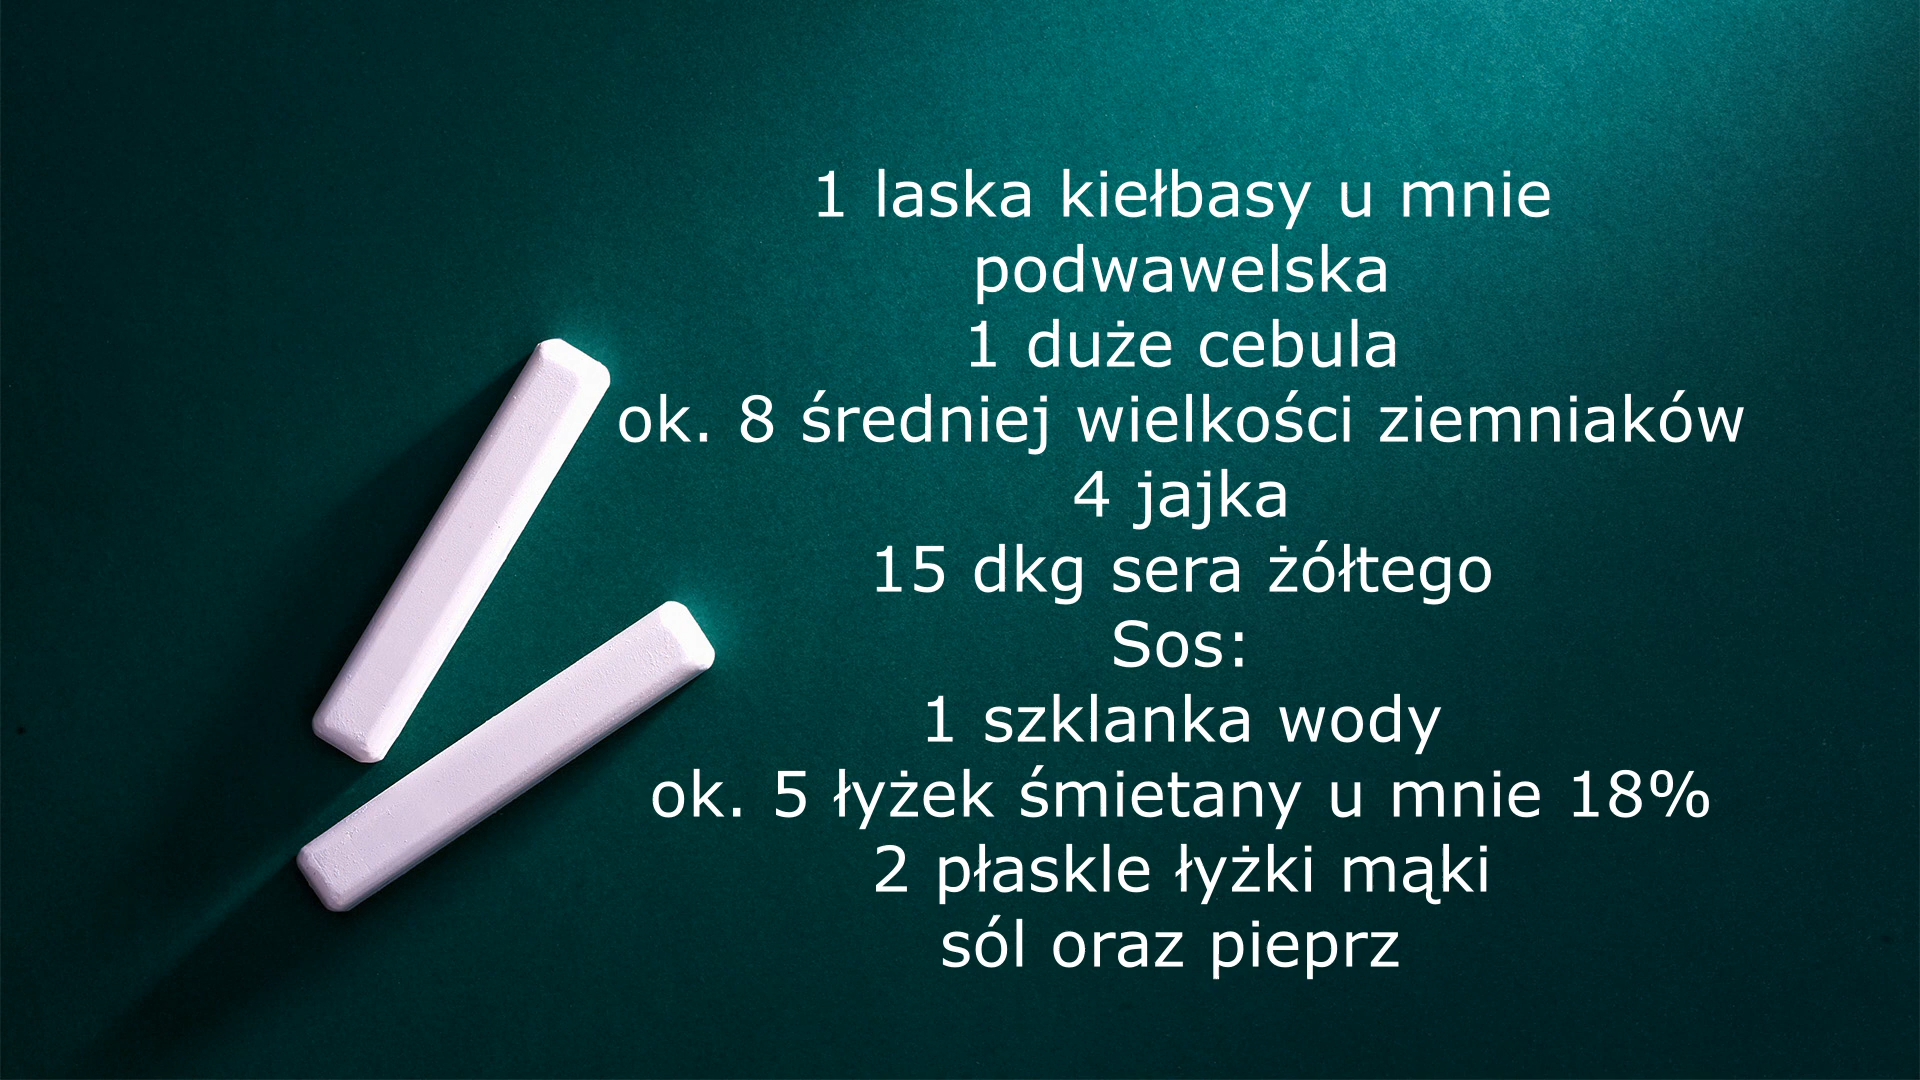 1 laska kiełbasy u mnie
podwawelska
1 duże cebula
ok. 8 średniej wielkości ziemniaków
4 jajka
15 dkg sera żółtego
Sos:
1 szklanka wody
ok. 5 łyżek śmietany u mnie 18%
2 płaskle łyżki mąki
sól oraz pieprz